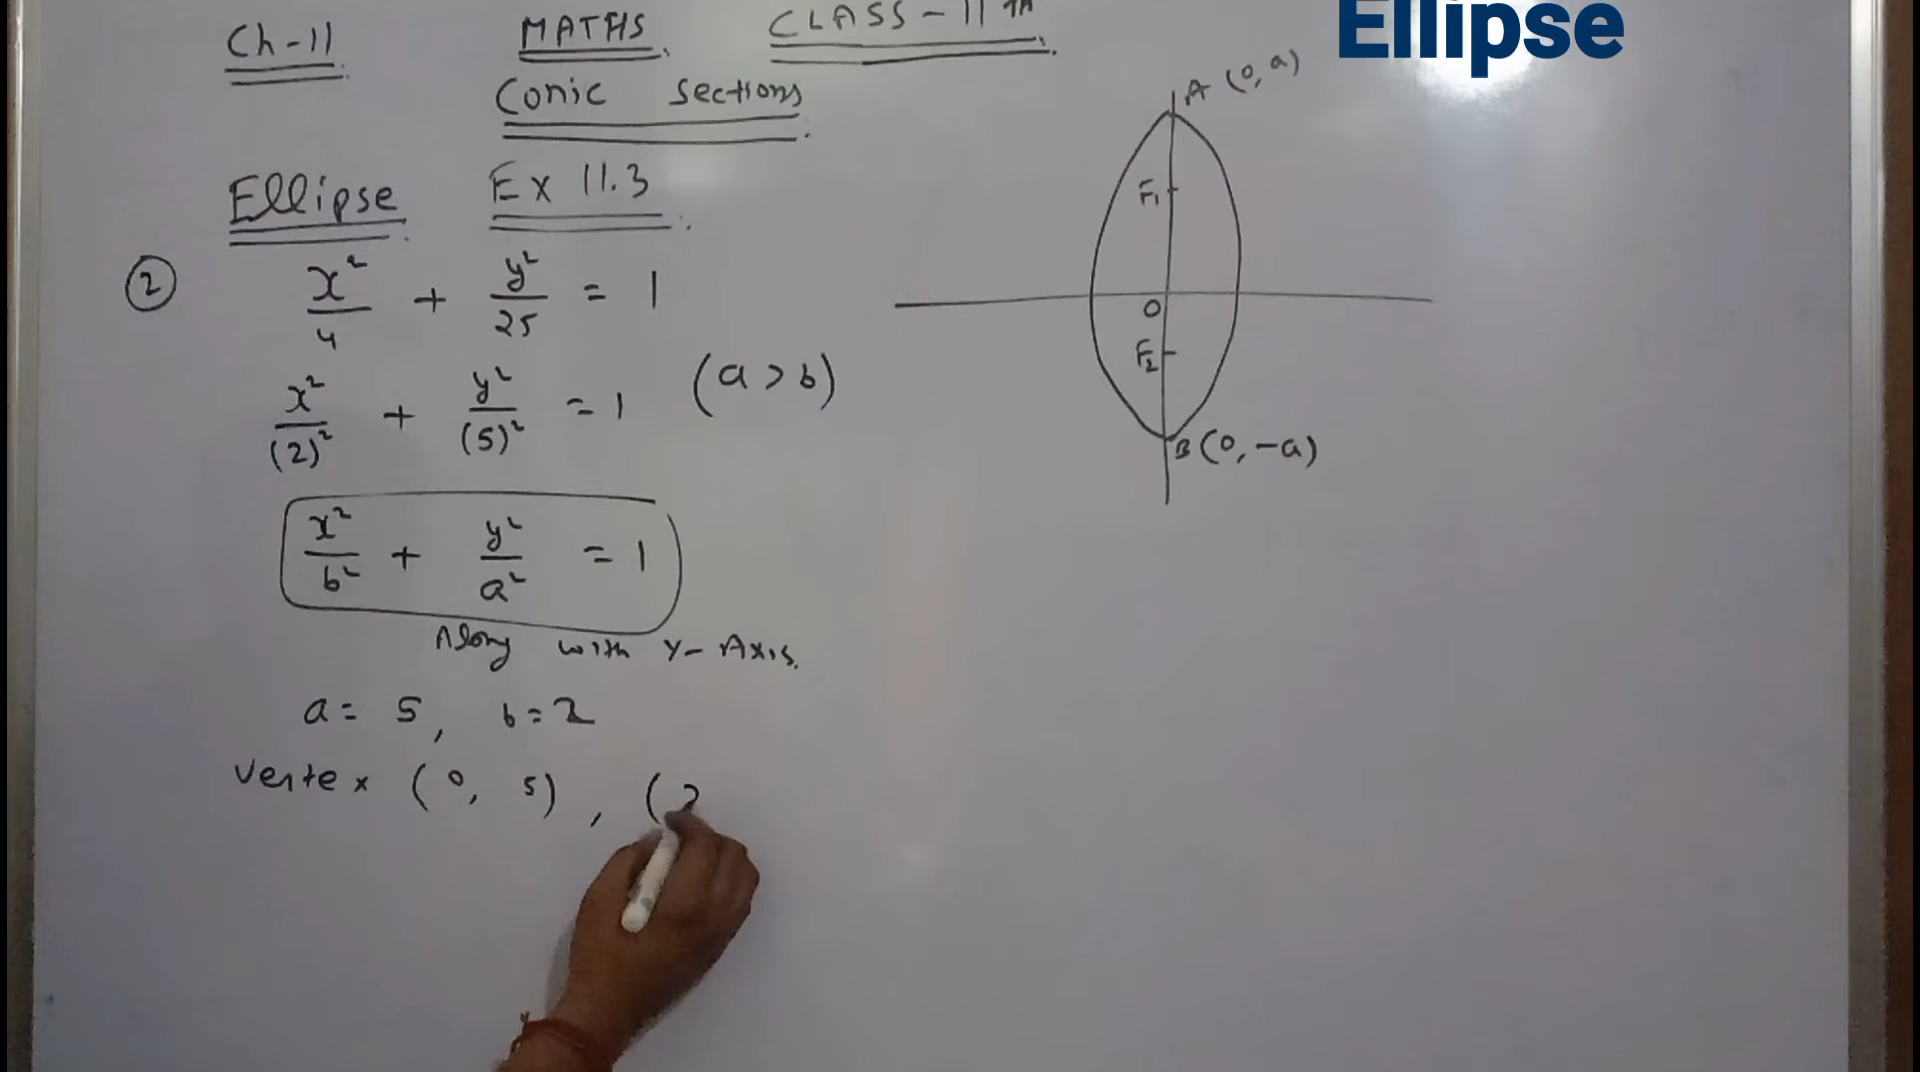 Ellipse
Ch-11 MATHS CLASS-11th
Conic Sections
Ellipse Ex 11.3
② x²/4 + y²/25 = 1
x²/(2)² + y²/(5)² = 1 (a > b)
x²/b² + y²/a² = 1
Along with Y-Axis.
a = 5, b = 2
Vertex (0, 5), (
A (0, a)
F₁
O
F₂
B (0, -a)